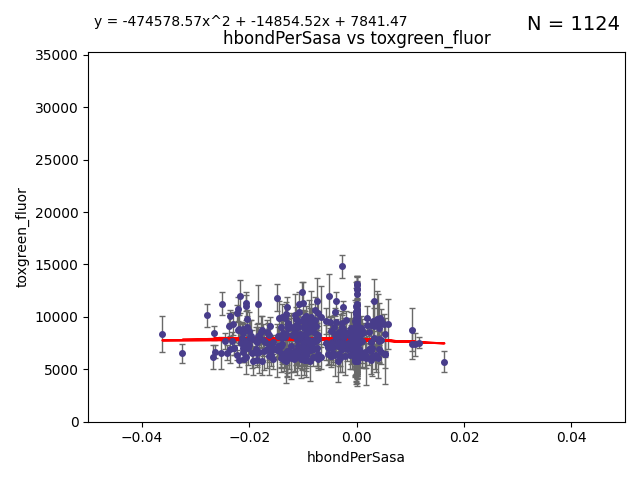 y = -474578.57x^2 + -14854.52x + 7841.47
N = 1124
hbondPerSasa vs toxgreen_fluor
35000
30000
25000
20000
15000
10000
5000
0
toxgreen_fluor
−0.04
−0.02
0.00
0.02
0.04
hbondPerSasa